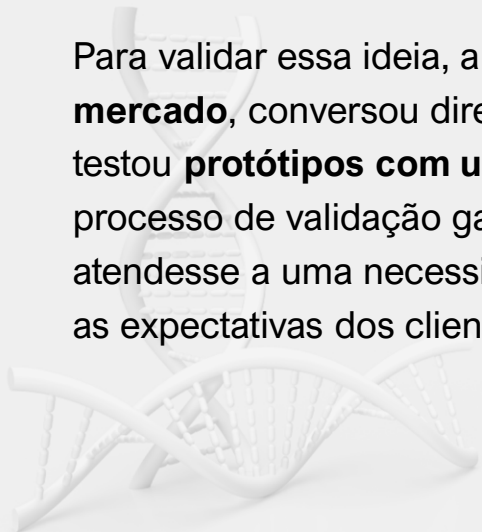 Para validar essa ideia, a
mercado, conversou dire
testou protótipos com u
processo de validação ga
atendesse a uma necessi
as expectativas dos clien